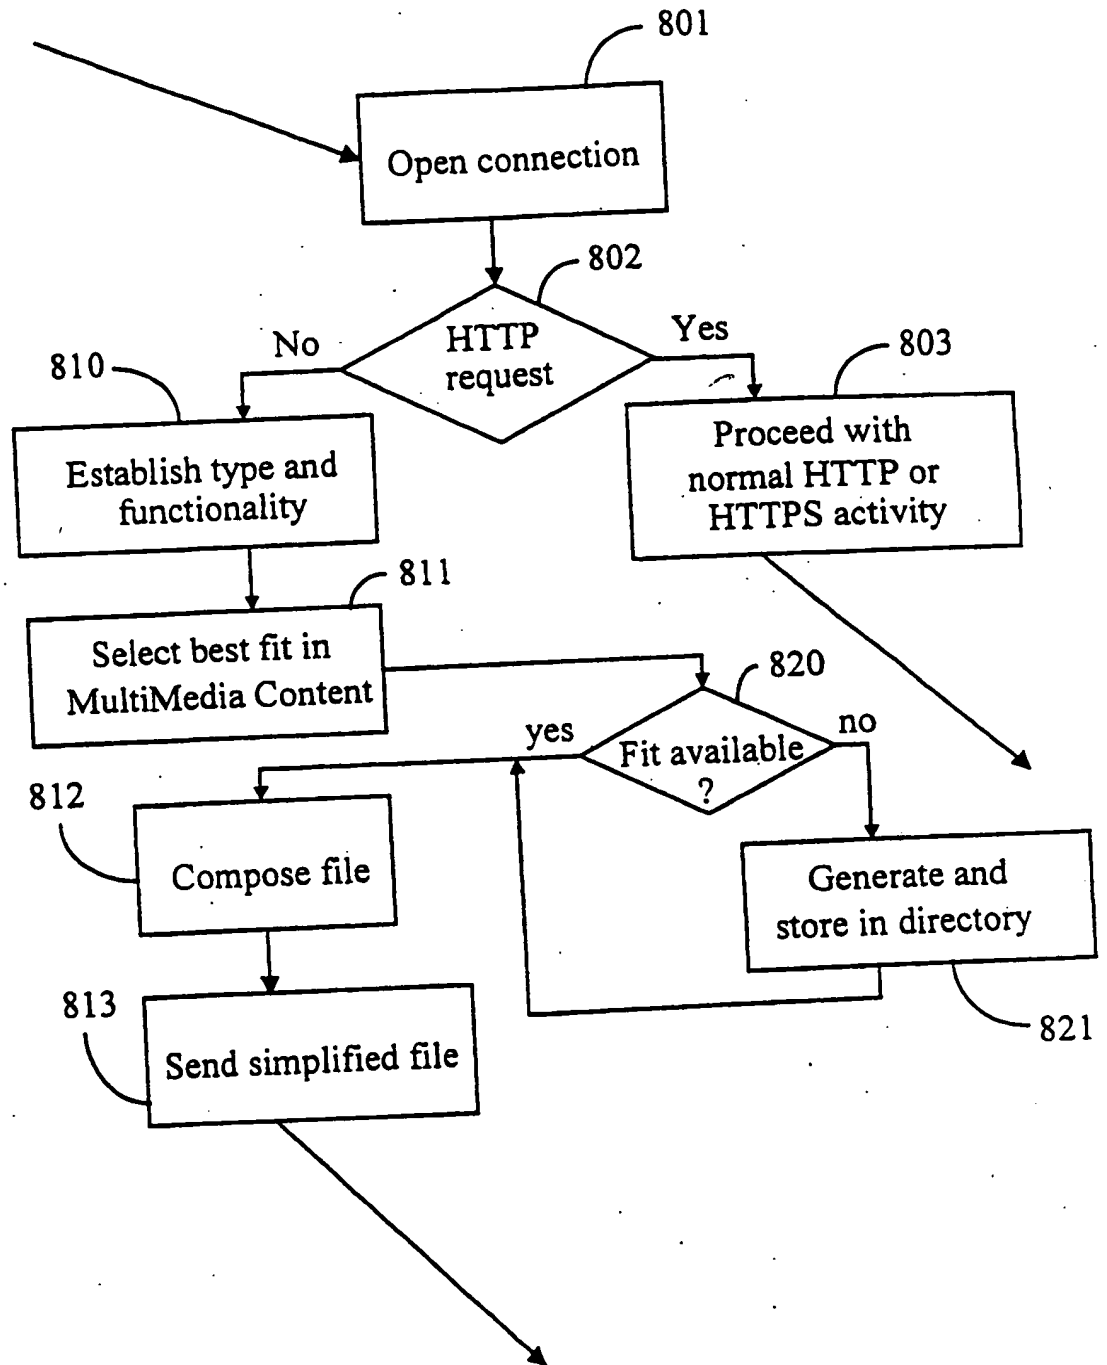 801
Open connection
802
HTTP
request
No
Yes
803
810
Establish type and
functionality
Proceed with
normal HTTP or
HTTPS activity
811
Select best fit in
MultiMedia Content
820
Fit available
?
yes
no
812
Compose file
Generate and
store in directory
821
813
Send simplified file